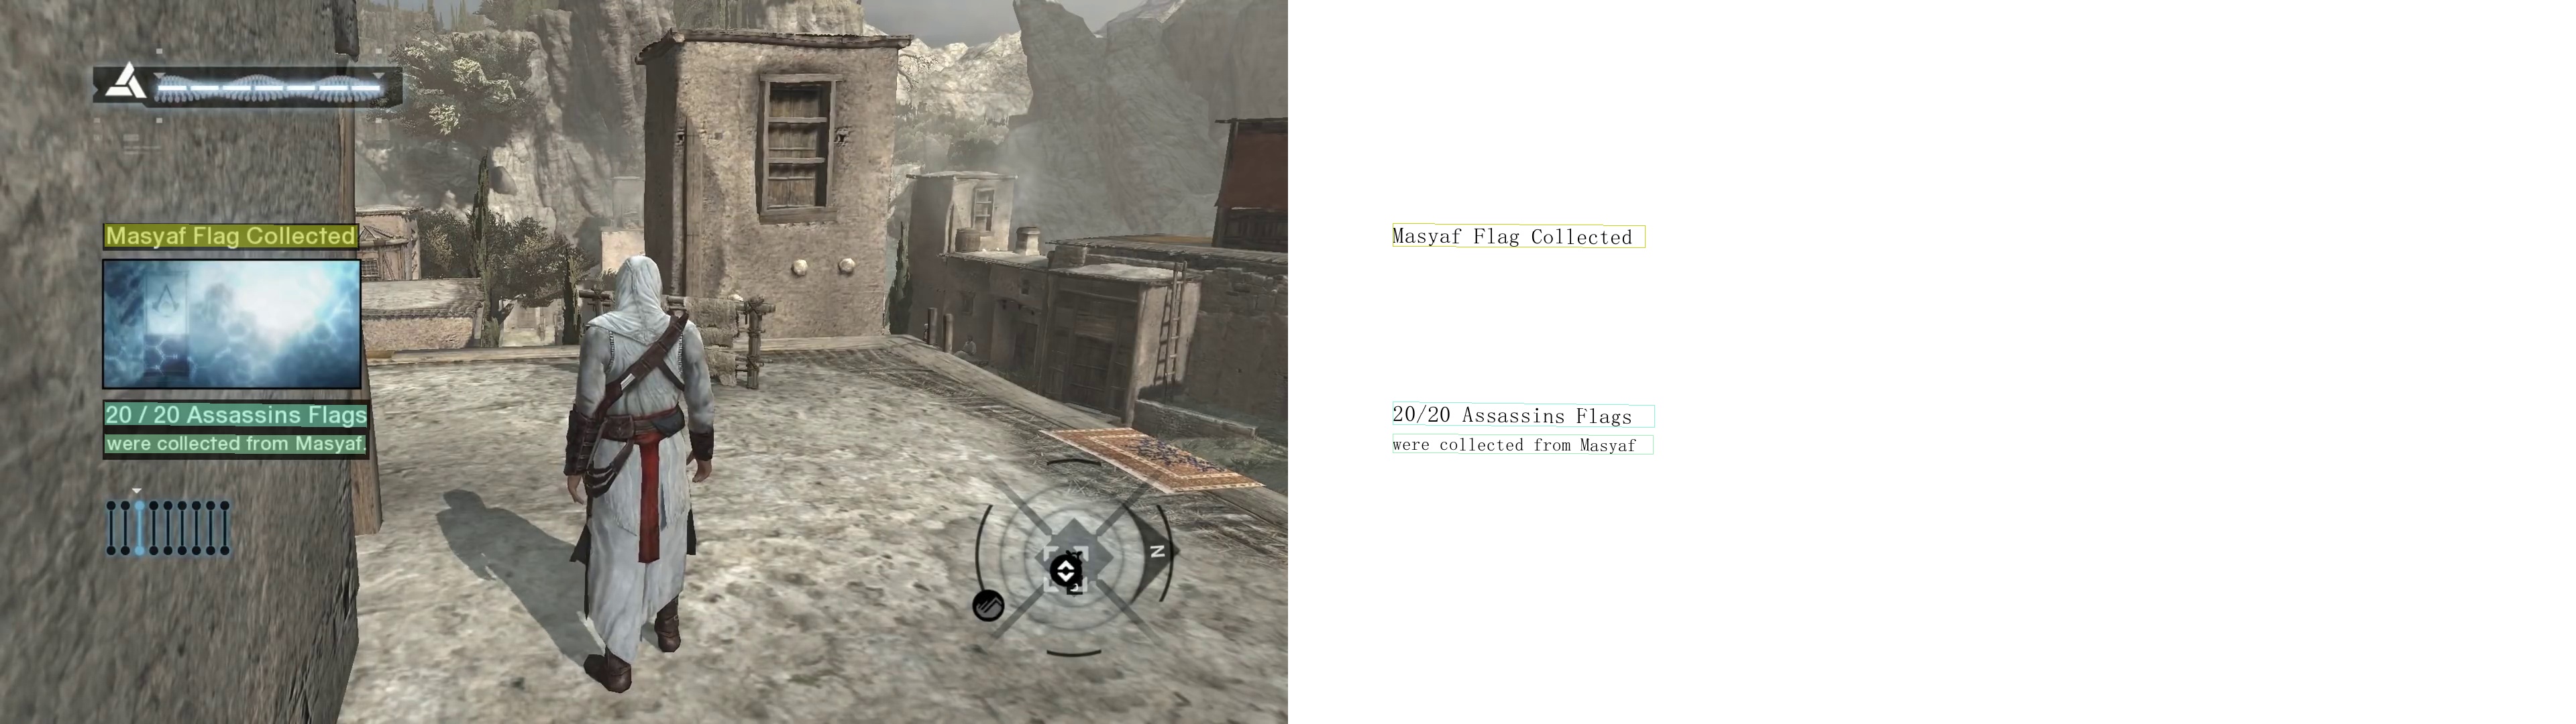 Masyaf Flag Collected
20 / 20 Assassins Flags
were collected from Masyaf.
N
Masyaf Flag Collected
20/20 Assassins Flags
were collected from Masyaf